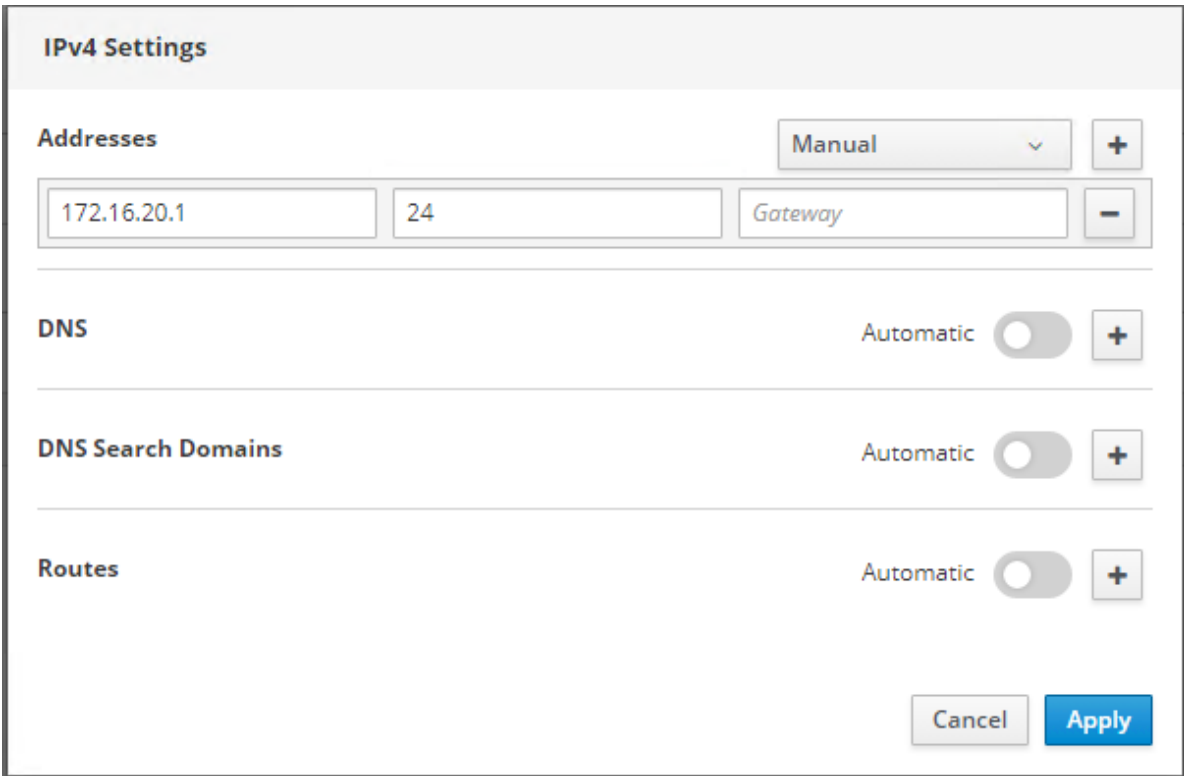 IPv4 Settings
Addresses Manual +
172.16.20.1 24 Gateway -
DNS Automatic +
DNS Search Domains Automatic +
Routes Automatic +
Cancel Apply